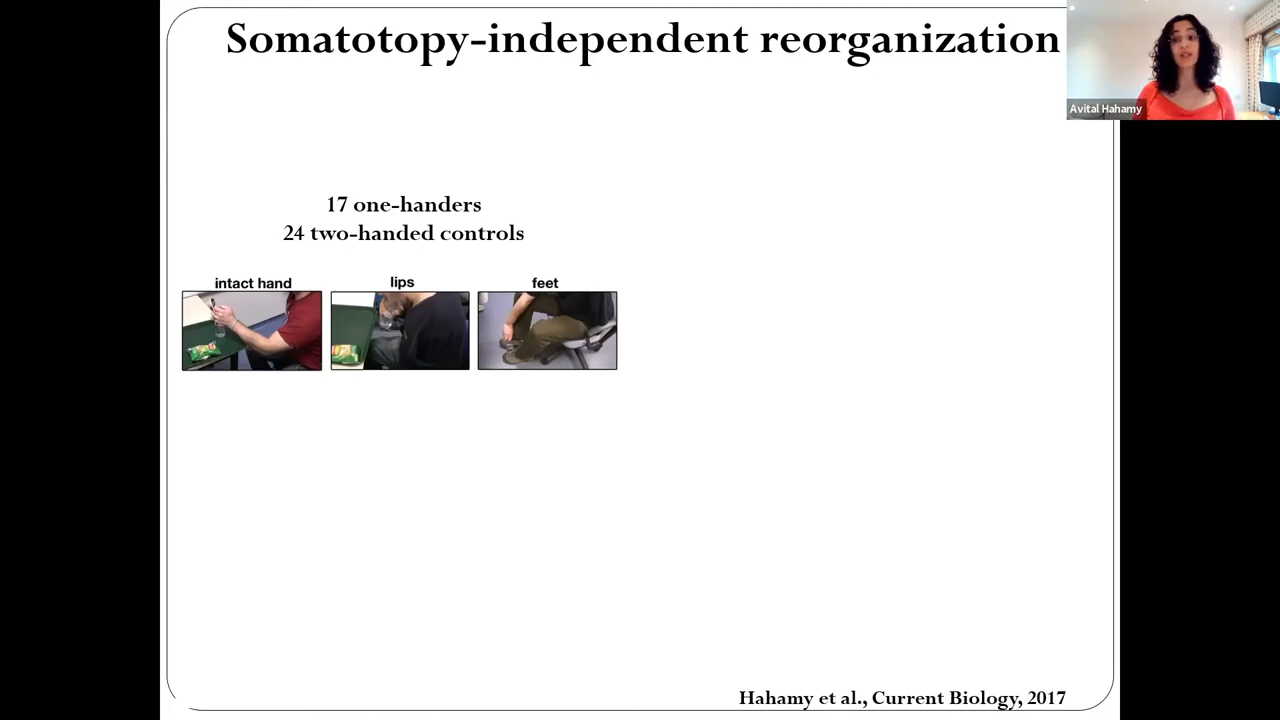 Somatotopy-independent reorganization
Avital Hahamy
17 one-handers
24 two-handed controls
intact hand
lips
feet
Hahamy et al., Current Biology, 2017